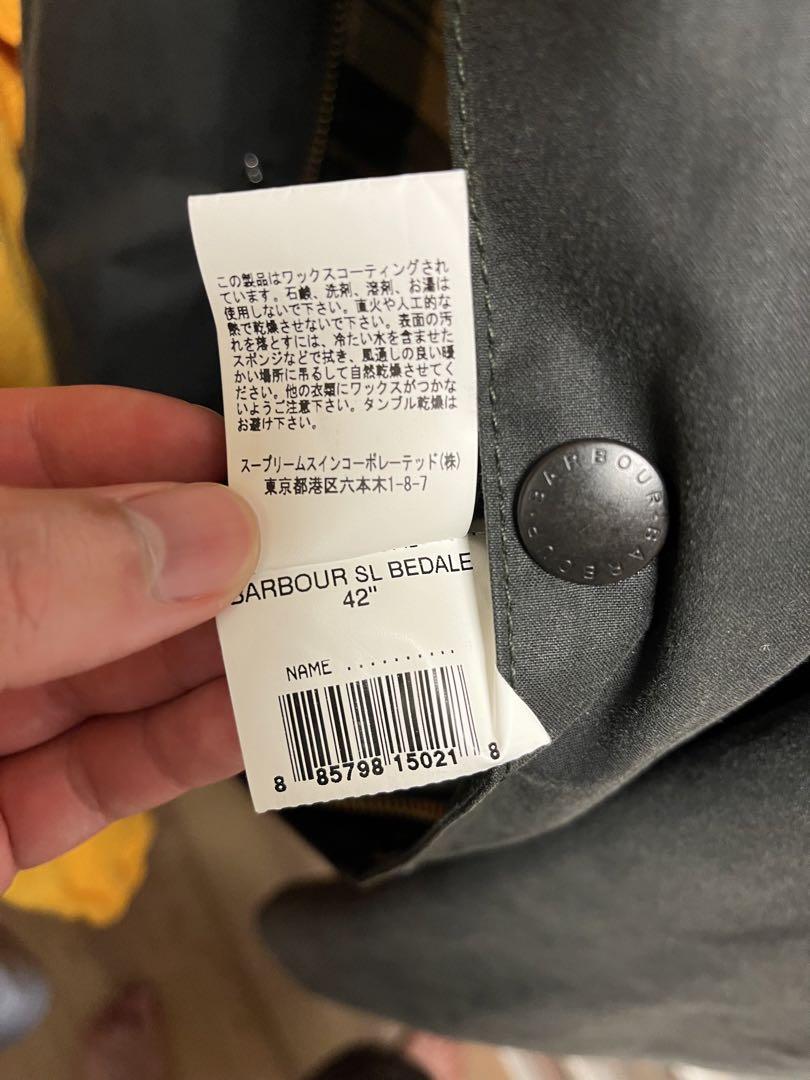 この製品はワックスコーティングされ
ています。石鹸、洗剤、溶剤、お湯は
使用しないで下さい。直火や人工的な
熱で乾燥させないで下さい。表面の汚
れを落とすには、冷たい水を含ませた
スポンジなどで拭き、風通しの良い暖
かい場所に吊るして自然乾燥させてく
ださい。他の衣類にワックスがつかな
いようご注意下さい。タンブル乾燥は
お避け下さい。
スープリームスインコーポレーテッド(株)
東京都港区六本木1-8-7
BARBOUR SL BEDALE
42"
NAME ..........
8 85798 15021 8
BARBOUR · BARBOUR ·